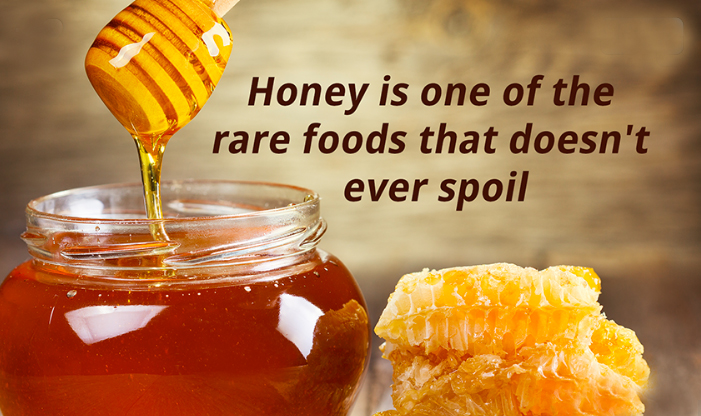 Honey is one of the
rare foods that doesn't
ever spoil